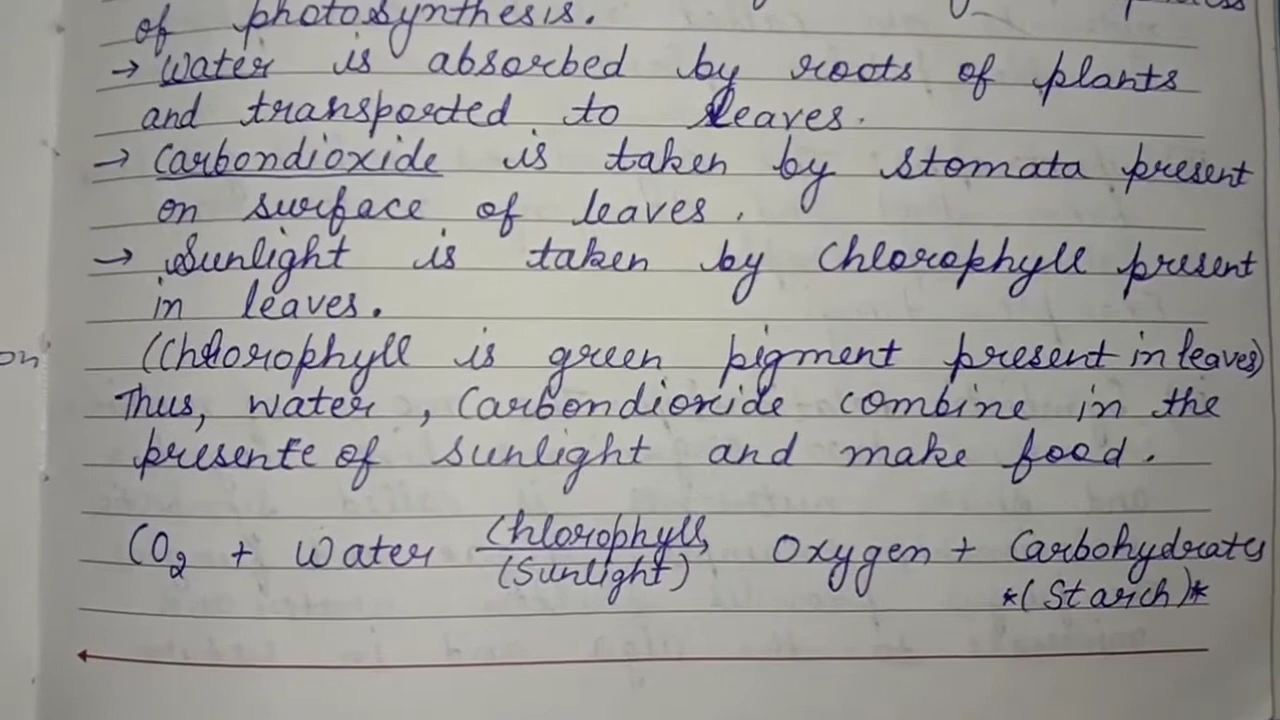 of photosynthesis.
→ Water is absorbed by roots of plants
and transported to leaves.
→ Carbondioxide is taken by stomata present
on surface of leaves.
→ Sunlight is taken by Chlorophyll present
in leaves.
on
(Chlorophyll is green pigment present in leaves)
Thus, water, Carbondioxide combine in the
presente of sunlight and make food.
CO₂ + Water Chlorophyll Oxygen + Carbohydrates
(Sunlight) *(Starch)*